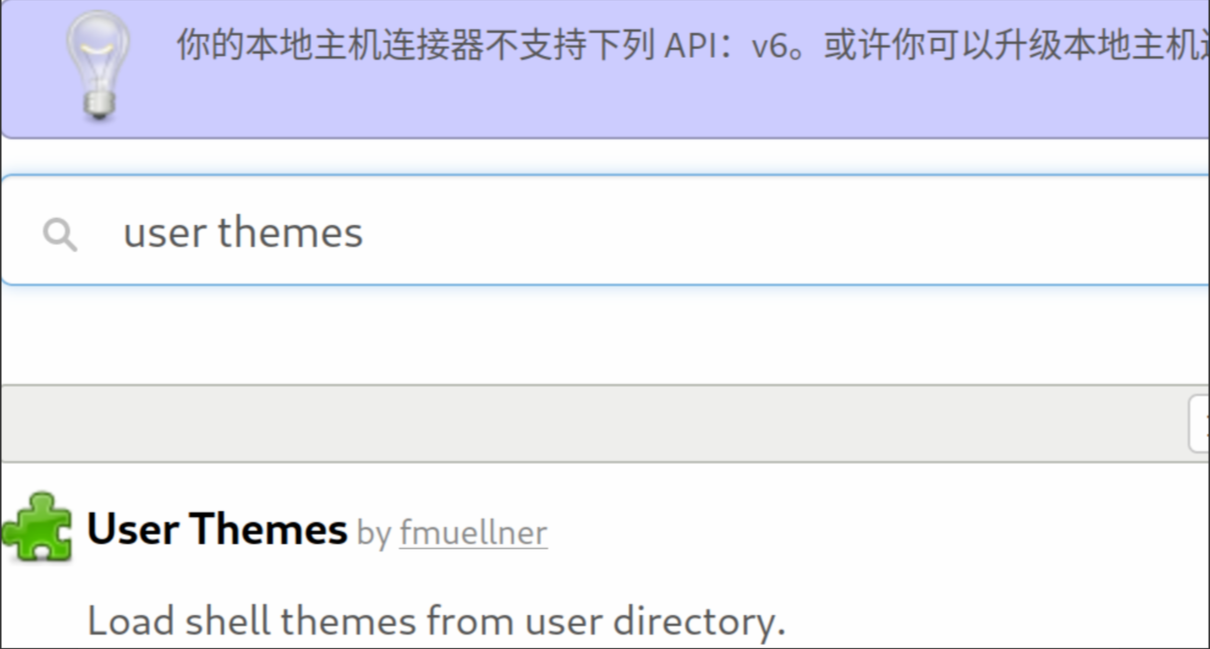 你的本地主机连接器不支持下列 API：v6。或许你可以升级本地主机
user themes
User Themes by fmuellner
Load shell themes from user directory.